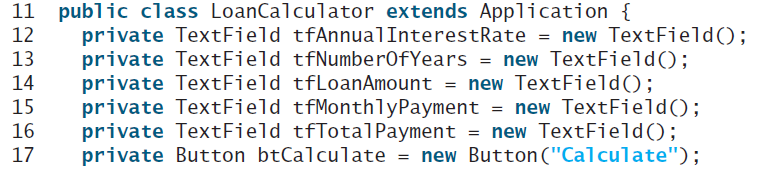 11 public class LoanCalculator extends Application {
12   private TextField tfAnnualInterestRate = new TextField();
13   private TextField tfNumberOfYears = new TextField();
14   private TextField tfLoanAmount = new TextField();
15   private TextField tfMonthlyPayment = new TextField();
16   private TextField tfTotalPayment = new TextField();
17   private Button btCalculate = new Button("Calculate");